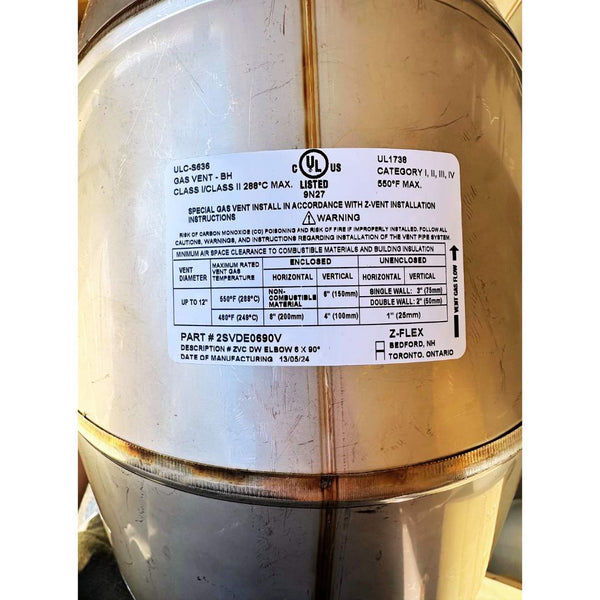 ULC-S636
GAS VENT - BH
CLASS I/CLASS II 288°C MAX.
C UL US
LISTED
9N27
UL1738
CATEGORY I, II, III, IV
550°F MAX.
SPECIAL GAS VENT INSTALL IN ACCORDANCE WITH Z-VENT INSTALLATION
INSTRUCTIONS
⚠ WARNING
RISK OF CARBON MONOXIDE (CO) POISONING AND RISK OF FIRE IF IMPROPERLY INSTALLED. FOLLOW ALL
CAUTIONS, WARNINGS, AND INSTRUCTIONS REGARDING INSTALLATION OF THE VENT PIPE SYSTEM.
MINIMUM AIR SPACE CLEARANCE TO COMBUSTIBLE MATERIALS AND BUILDING INSULATION
VENT DIAMETER
MAXIMUM RATED VENT GAS TEMPERATURE
ENCLOSED
UNENCLOSED
HORIZONTAL VERTICAL HORIZONTAL VERTICAL
UP TO 12"
550°F (288°C)
NON-COMBUSTIBLE MATERIAL
6" (150mm)
SINGLE WALL: 3" (75mm)
DOUBLE WALL: 2" (50mm)
480°F (249°C) 8" (200mm) 4" (100mm) 1" (25mm)
VENT GAS FLOW
PART # 2SVDE0690V
DESCRIPTION # ZVC DW ELBOW 6 X 90°
DATE OF MANUFACTURING 13/05/24
Z-FLEX
BEDFORD, NH
TORONTO, ONTARIO